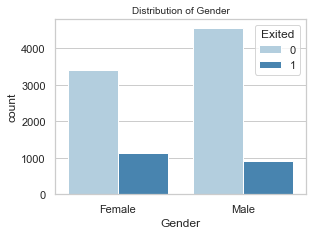 Distribution of Gender
Exited
0
1
4000
3000
2000
1000
0
count
Female
Male
Gender